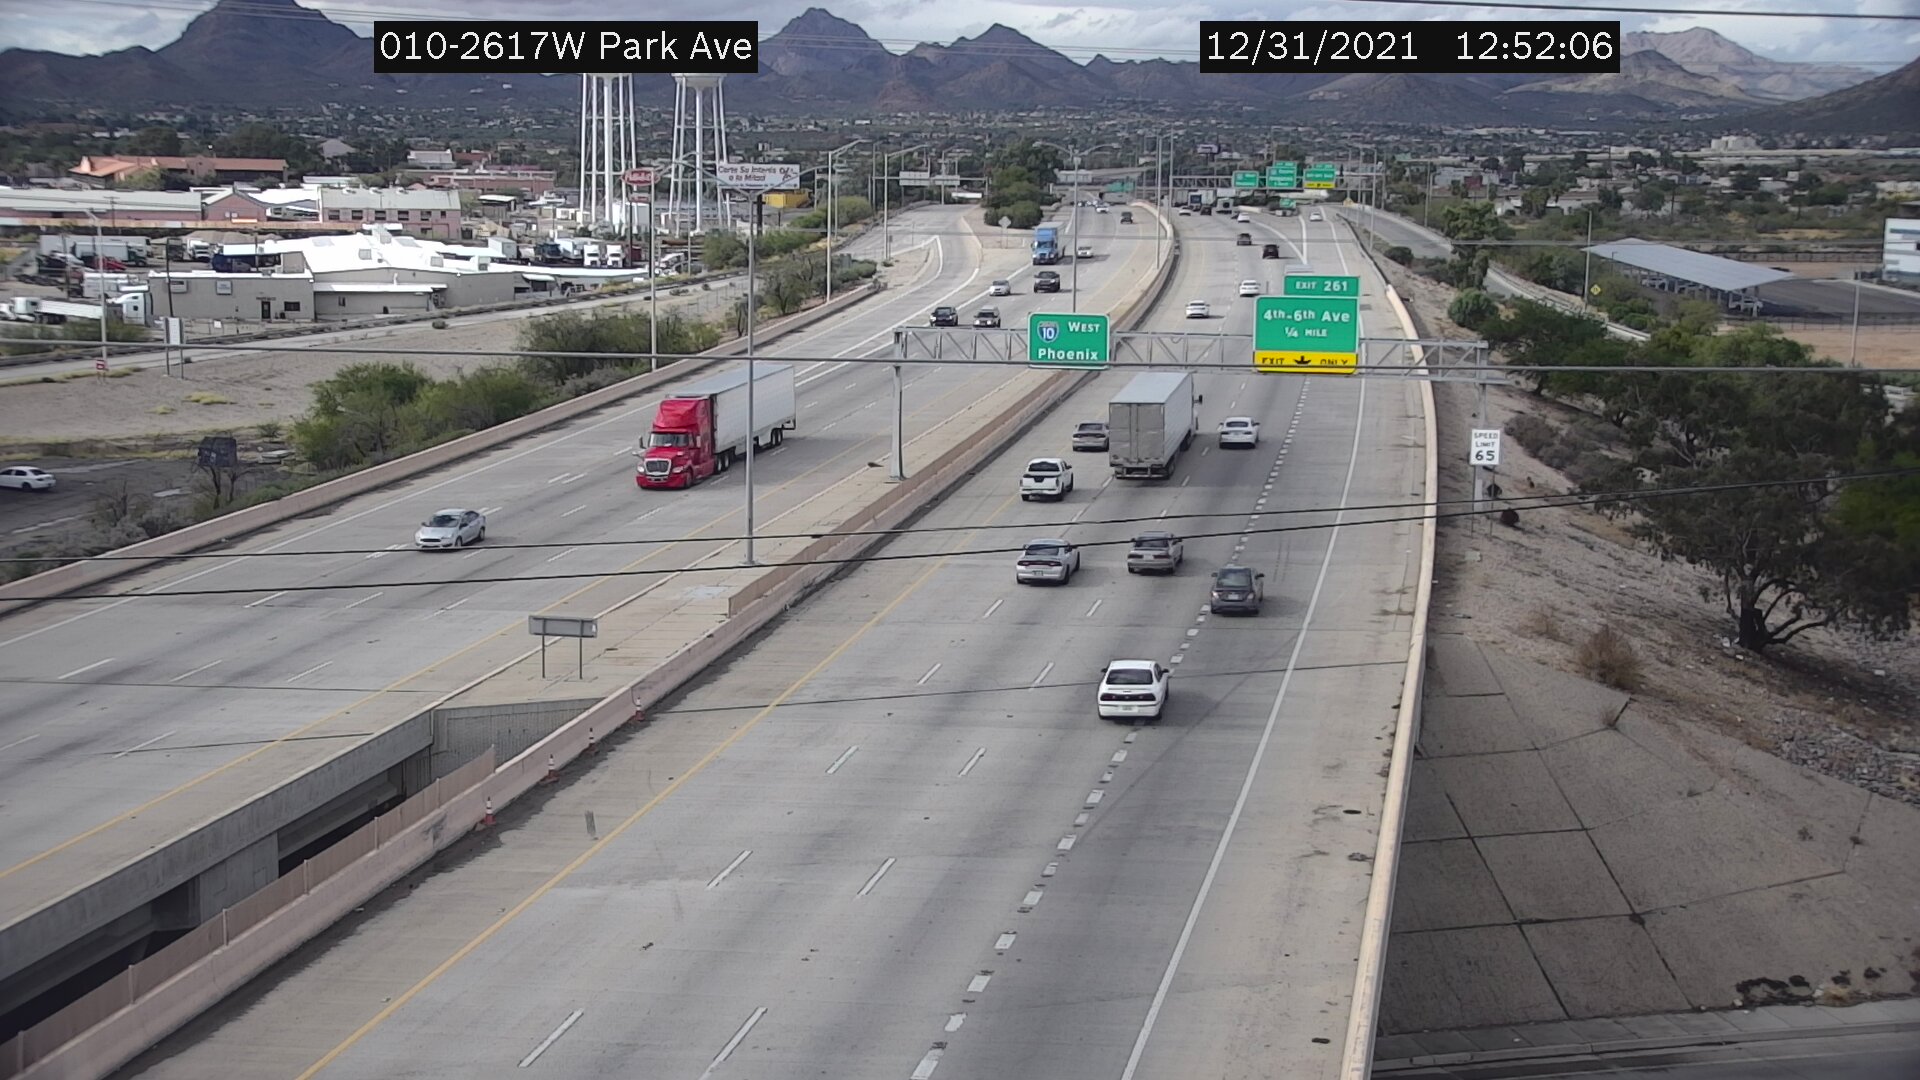 010-2617W Park Ave
12/31/2021 12:52:06
EXIT 261
4th-6th Ave
1/4 MILE
EXIT ONLY
10 WEST
Phoenix
SPEED
LIMIT
65